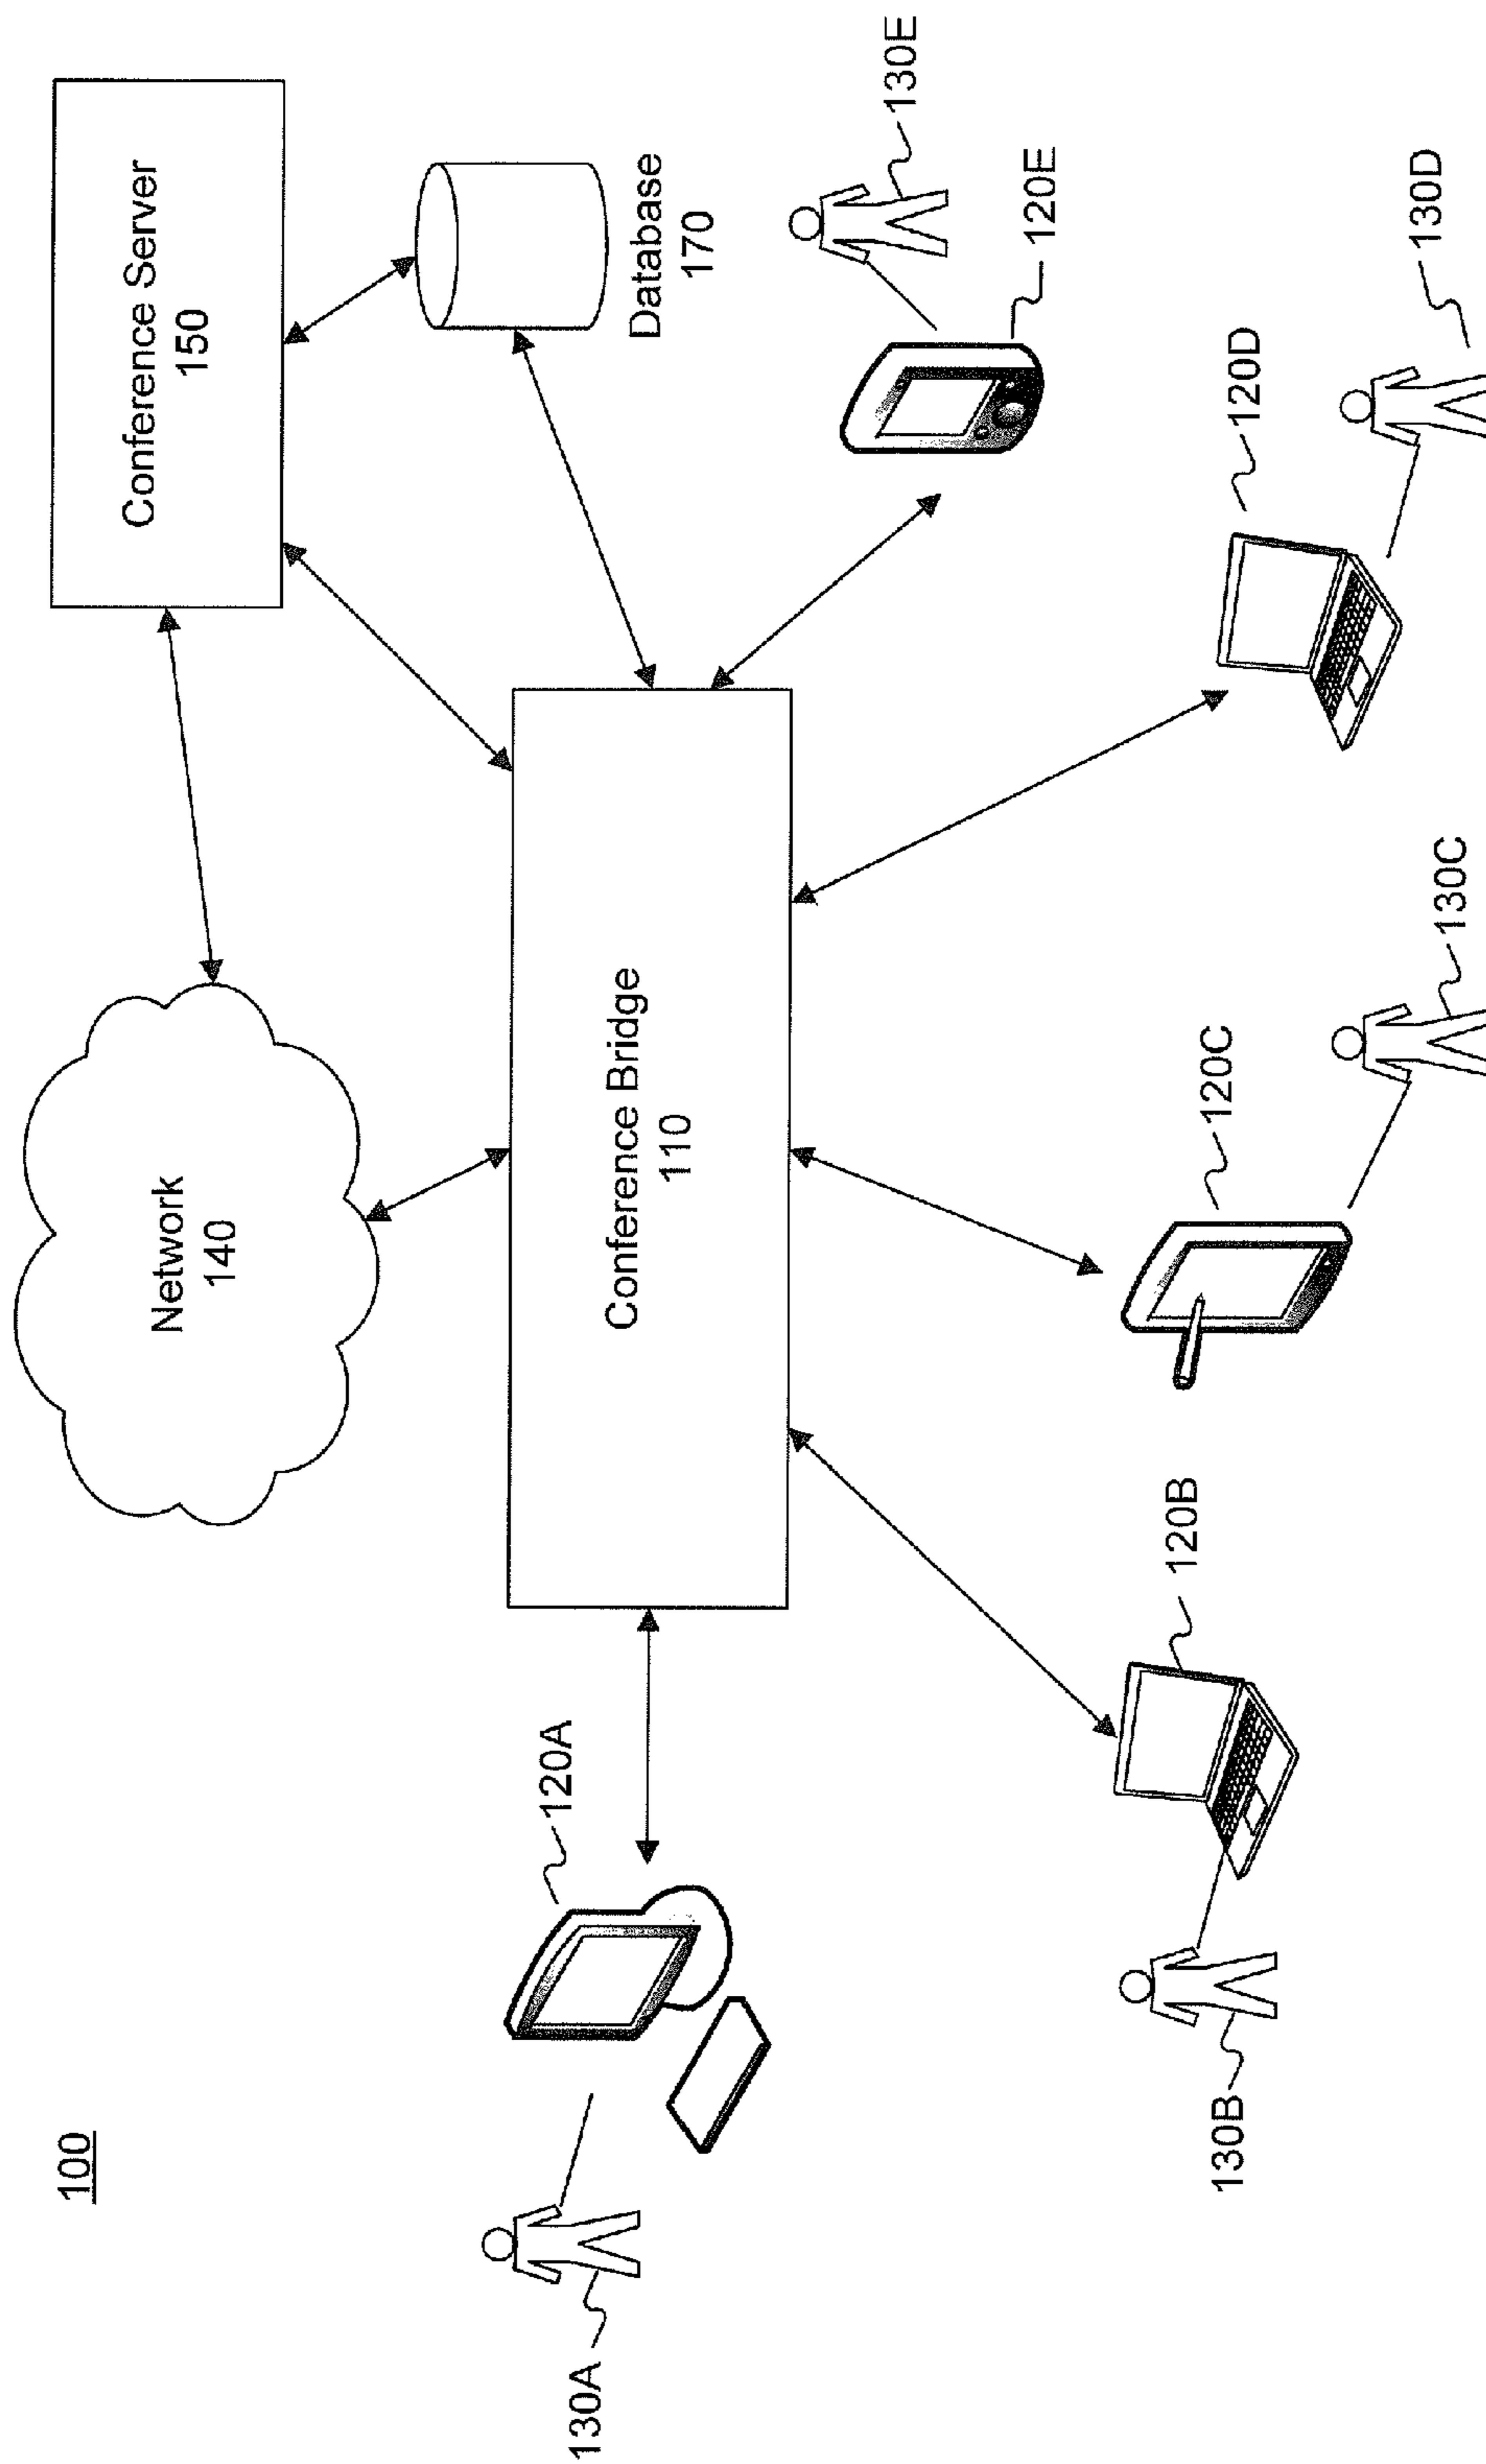 100
Network
140
Conference Server
150
Conference Bridge
110
Database
170
130A
120A
130B
120B
120C
130C
120D
130D
120E
130E